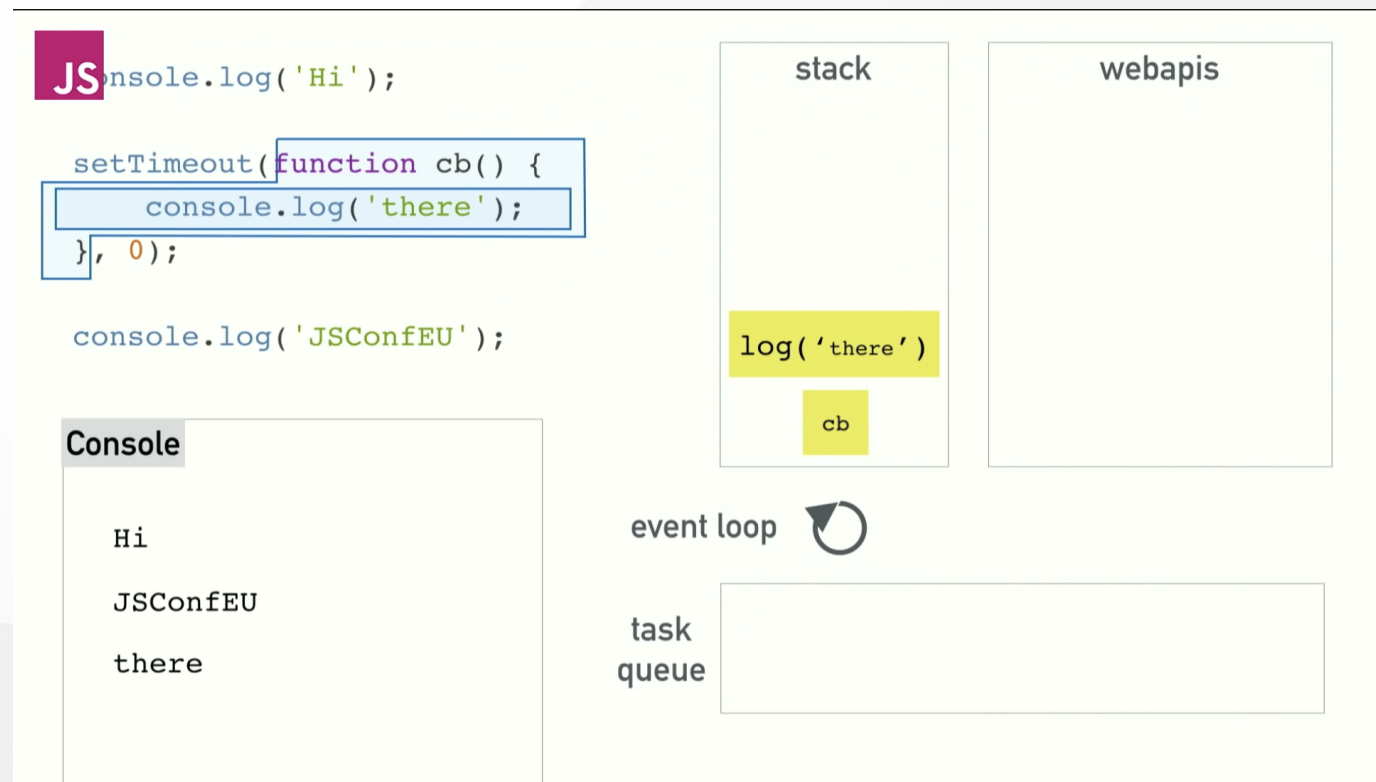 JS
onsole.log('Hi');
setTimeout(function cb() {
console.log('there');
}, 0);
console.log('JSConfEU');
Console
Hi
JSConfEU
there
stack
log(‘there’)
cb
webapis
event loop
task
queue